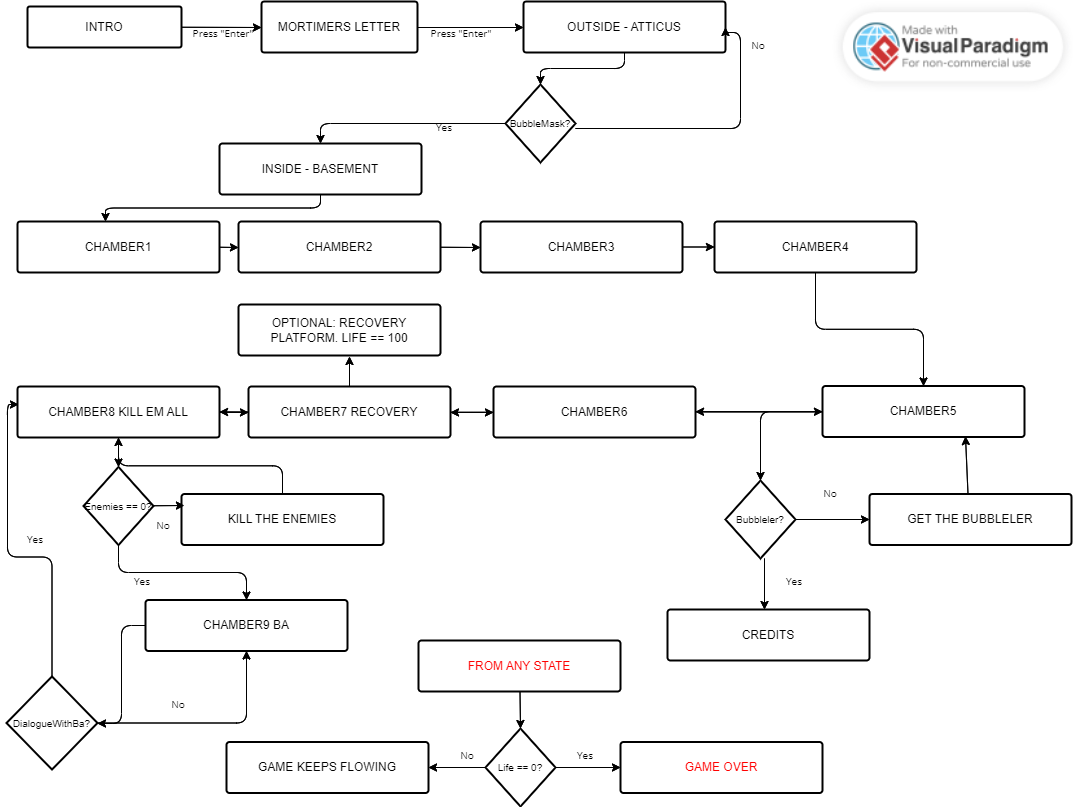 INTRO
Press "Enter"
MORTIMERS LETTER
Press "Enter"
OUTSIDE - ATTICUS
No
Made with
Visual Paradigm
For non-commercial use
BubbleMask?
Yes
INSIDE - BASEMENT
CHAMBER1
CHAMBER2
CHAMBER3
CHAMBER4
OPTIONAL: RECOVERY
PLATFORM. LIFE == 100
CHAMBER8 KILL EM ALL
CHAMBER7 RECOVERY
CHAMBER6
CHAMBER5
Enemies == 0?
No
KILL THE ENEMIES
Bubbleler?
No
GET THE BUBBLELER
Yes
Yes
Yes
CHAMBER9 BA
CREDITS
FROM ANY STATE
DialogueWithBa?
No
GAME KEEPS FLOWING
No
Life == 0?
Yes
GAME OVER